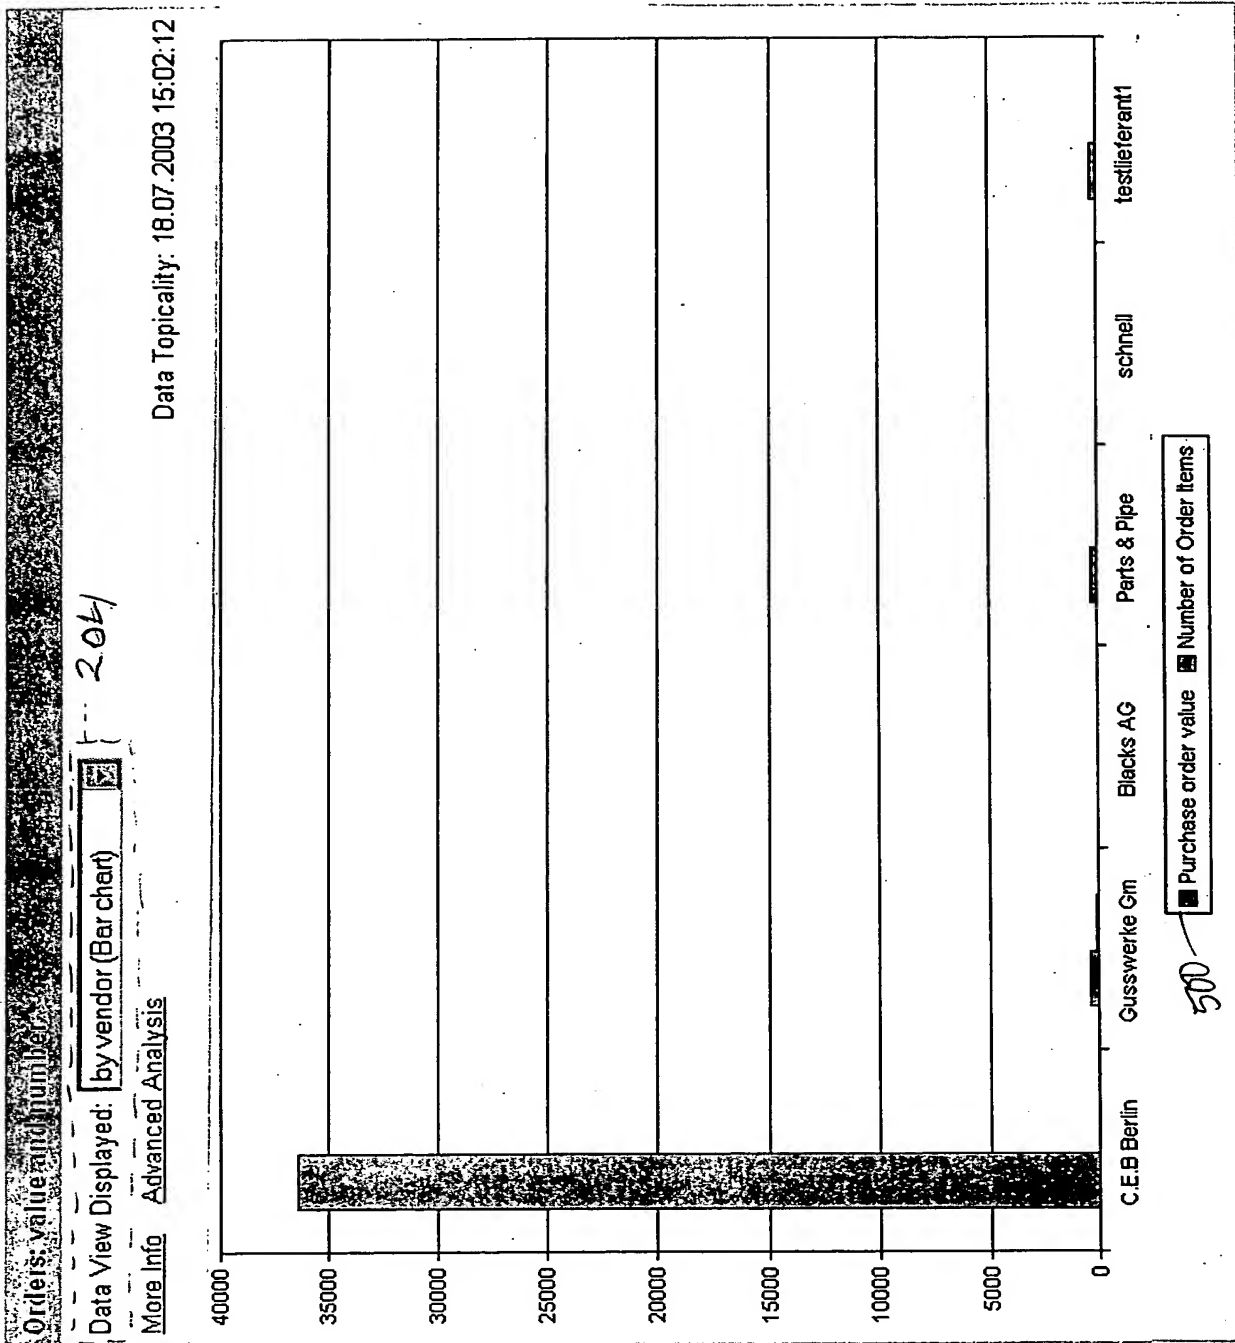 Orders: value and number
Data View Displayed: by vendor (Bar chart) 204
More Info Advanced Analysis
Data Topicality: 18.07.2003 15:02:12
40000
35000
30000
25000
20000
15000
10000
5000
0
C.E.B Berlin Gusswerke Gm Blacks AG Parts & Pipe schnell testlieferant1
500 Purchase order value Number of Order Items